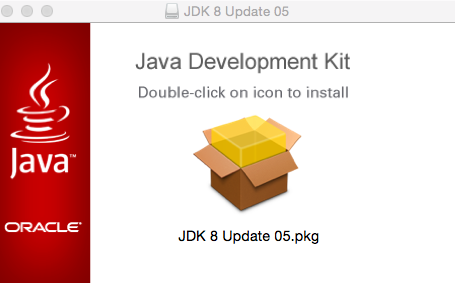 JDK 8 Update 05
Java Development Kit
Double-click on icon to install
Java™
ORACLE®
JDK 8 Update 05.pkg